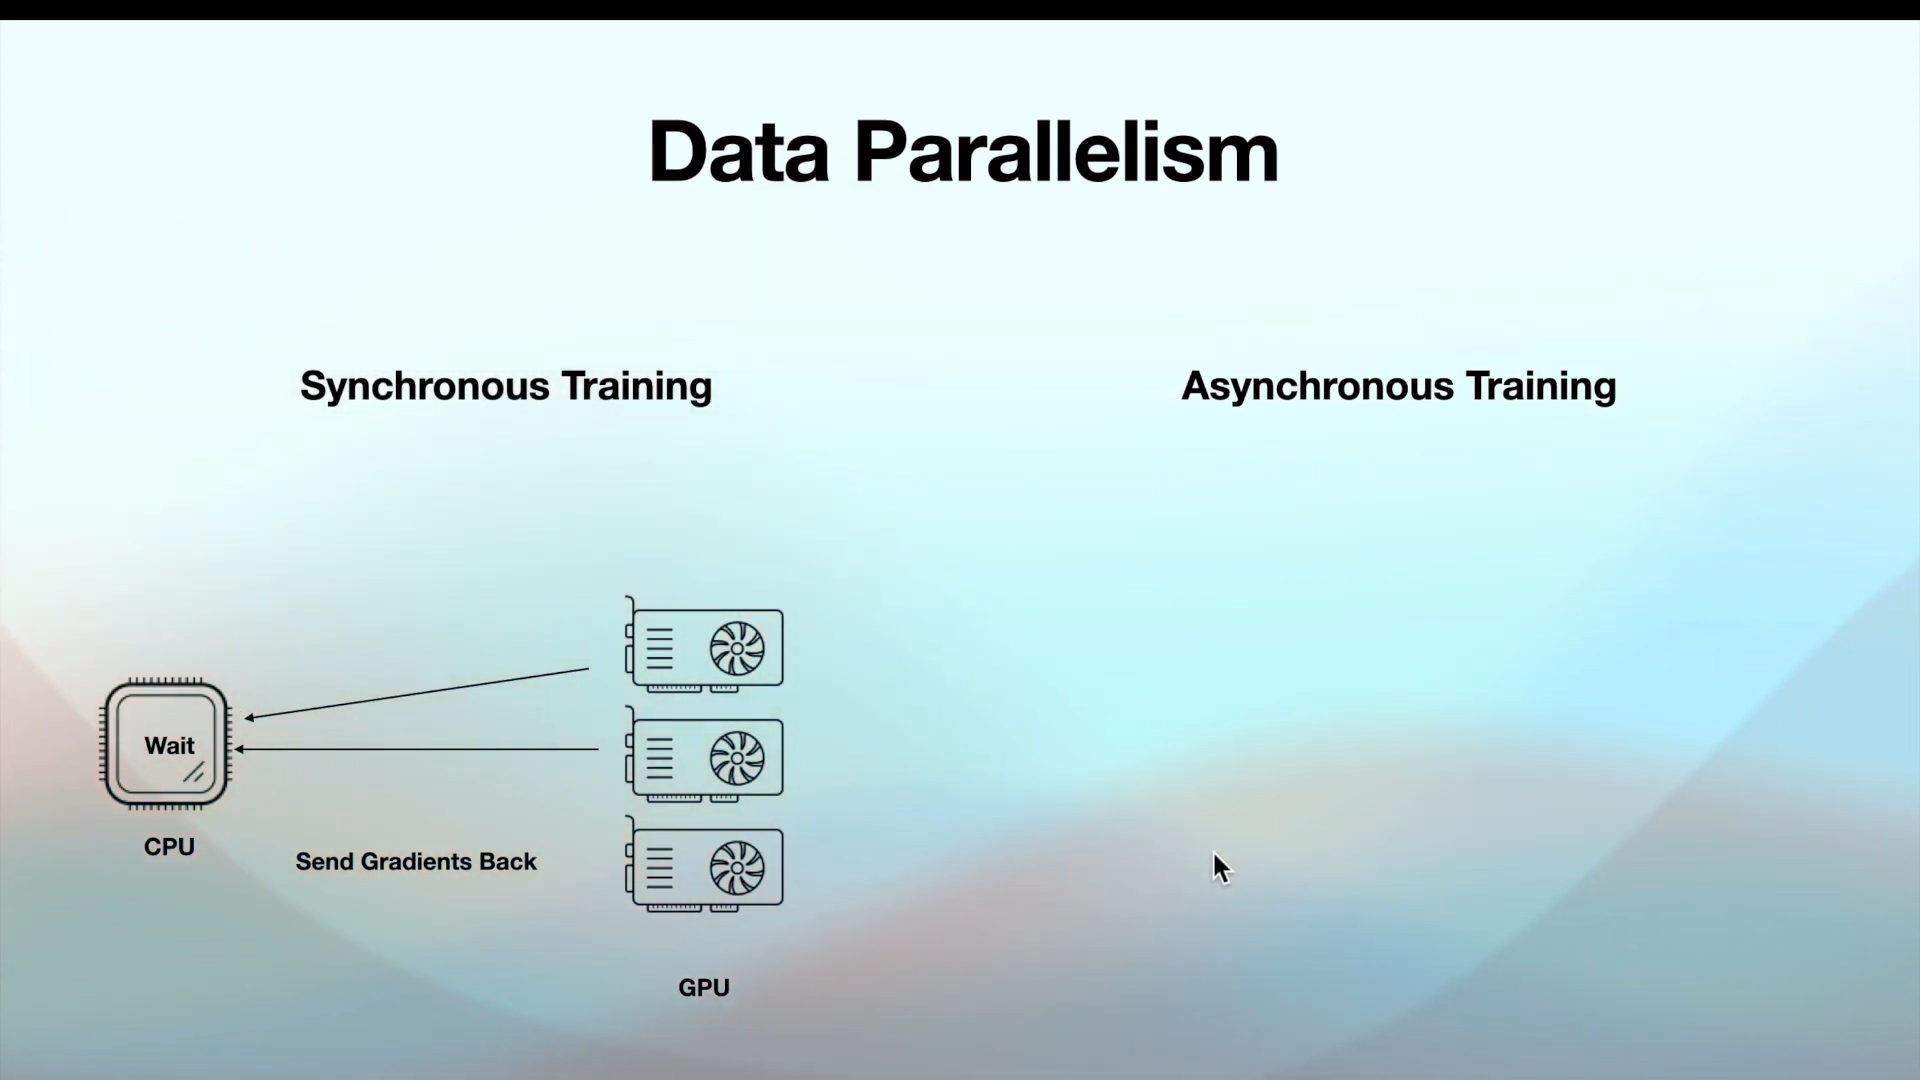 Data Parallelism
Synchronous Training
Asynchronous Training
Wait
CPU
Send Gradients Back
GPU